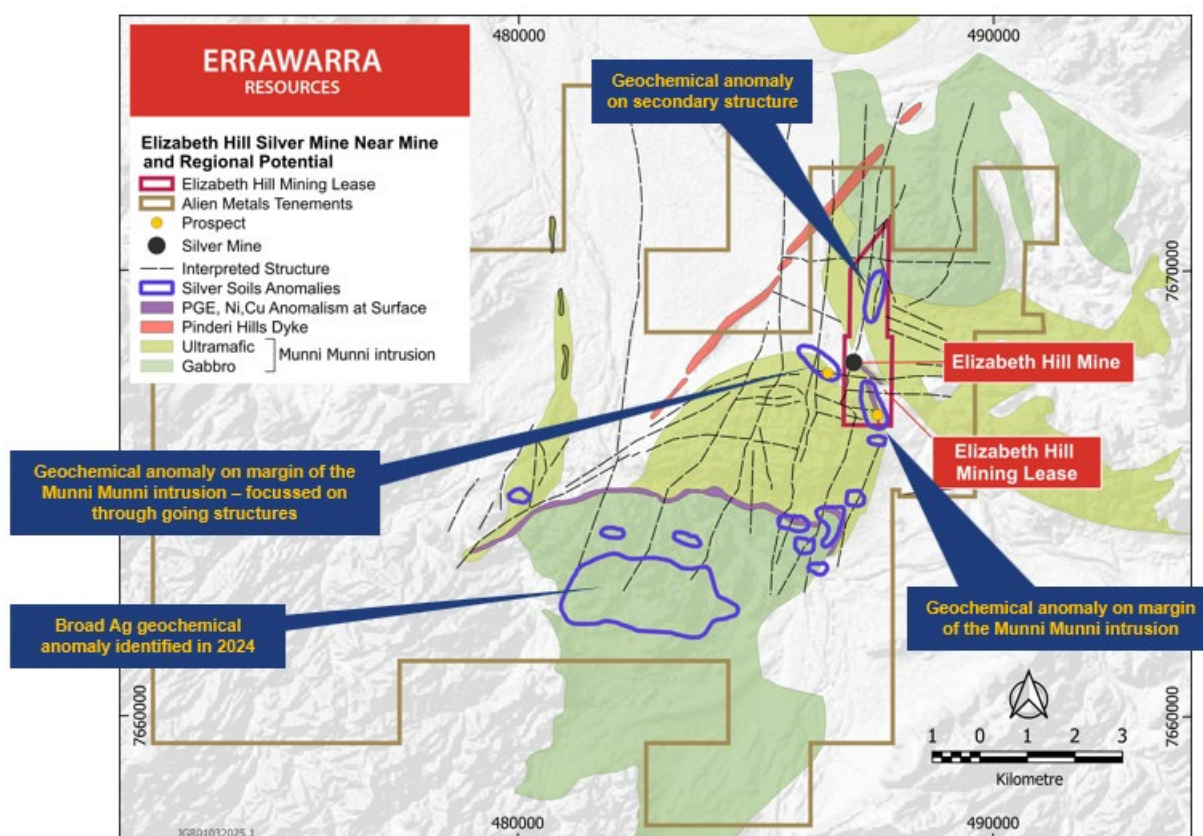 480000
490000
ERRAWARRA
RESOURCES
Elizabeth Hill Silver Mine Near Mine
and Regional Potential
Elizabeth Hill Mining Lease
Alien Metals Tenements
Prospect
Silver Mine
Interpreted Structure
Silver Soils Anomalies
PGE, Ni,Cu Anomalism at Surface
Pinderi Hills Dyke
Ultramafic
Gabbro
Munni Munni intrusion
Geochemical anomaly
on secondary structure
7670000
Elizabeth Hill Mine
Elizabeth Hill
Mining Lease
Geochemical anomaly on margin of the
Munni Munni intrusion – focussed on
through going structures
Broad Ag geochemical
anomaly identified in 2024
Geochemical anomaly on margin
of the Munni Munni intrusion
7660000
7660000
1 0 1 2 3
Kilometre
JGR01032025.1
480000
490000